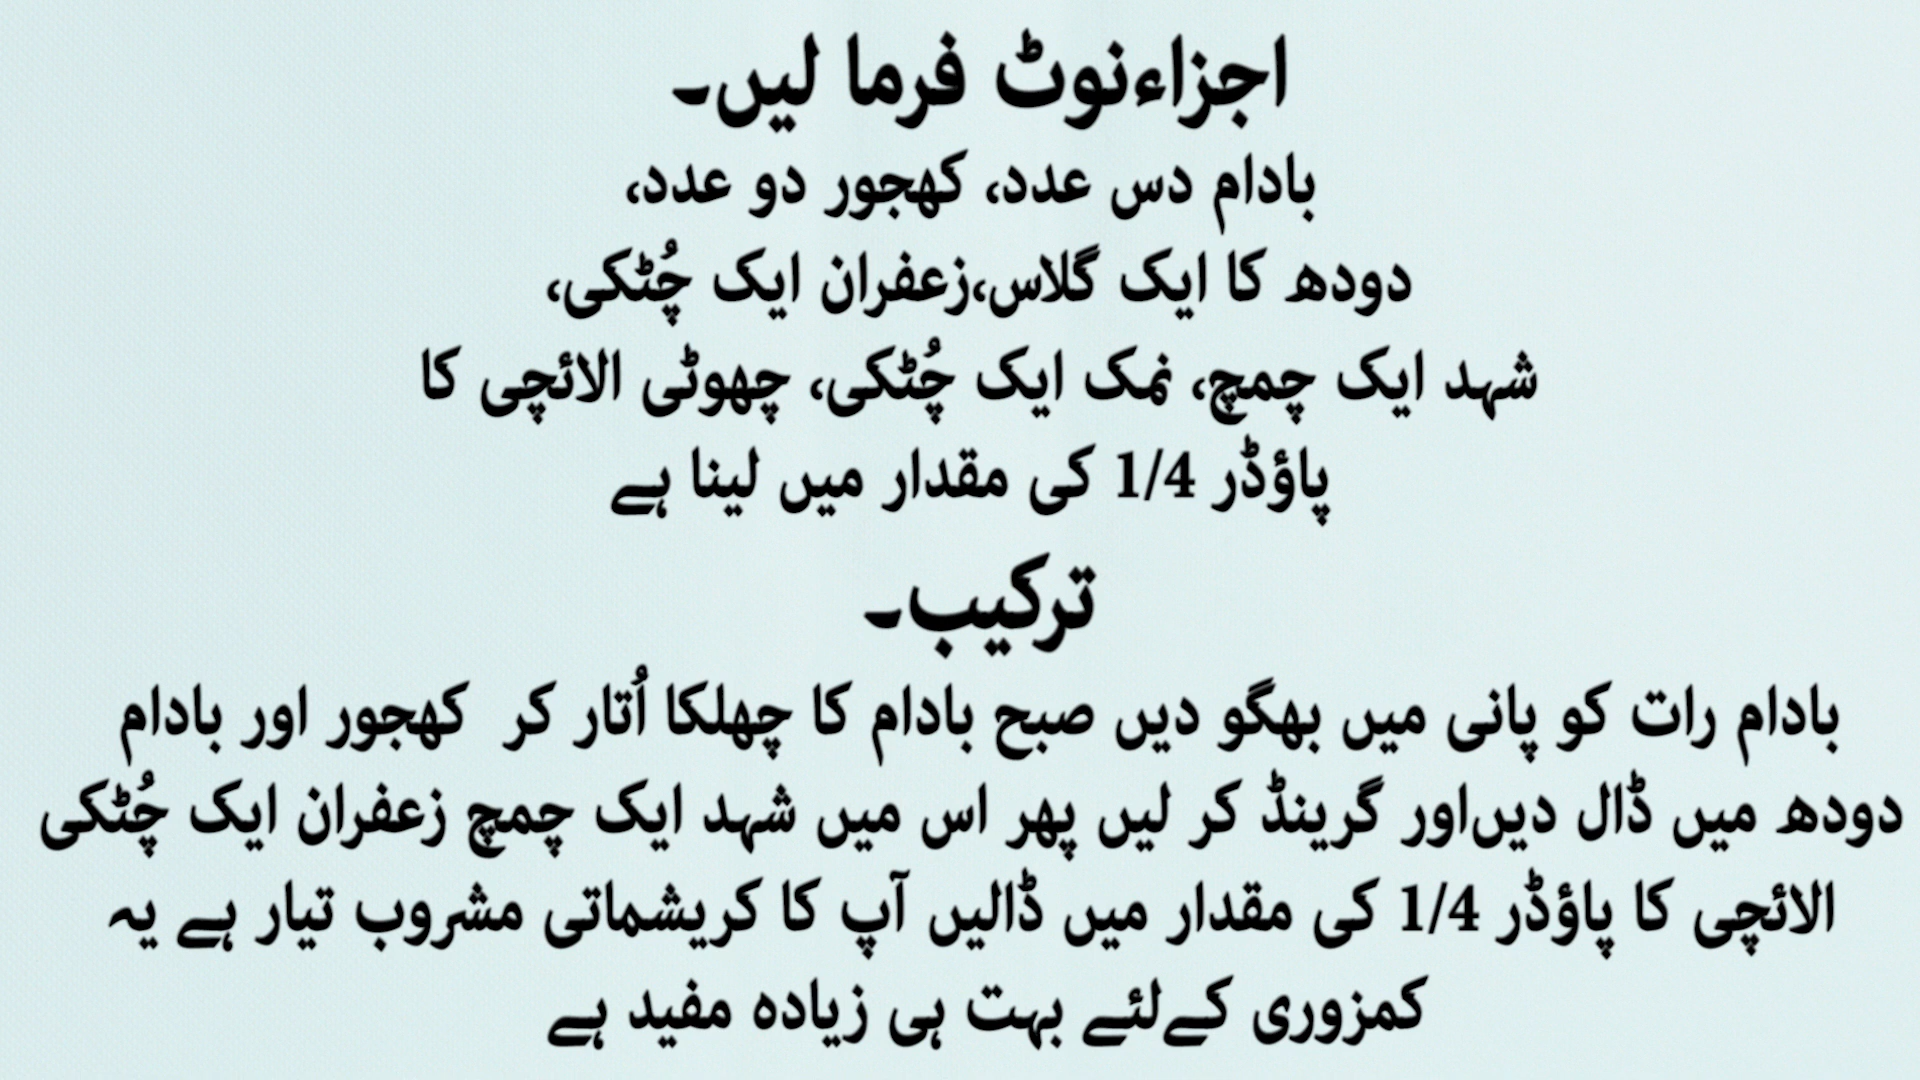 اجزاءنوٹ فرما لیں۔
بادام دس عدد، کھجور دو عدد،
دودھ کا ایک گلاس،زعفران ایک چُٹکی،
شہد ایک چمچ، نمک ایک چُٹکی، چھوٹی الائچی کا
پاؤڈر 1/4 کی مقدار میں لینا ہے
ترکیب۔
بادام رات کو پانی میں بھگو دیں صبح بادام کا چھلکا اُتار کر کھجور اور بادام
دودھ میں ڈال دیں‌اور گرینڈ کر لیں پھر اس میں شہد ایک چمچ زعفران ایک چُٹکی
الائچی کا پاؤڈر 1/4 کی مقدار میں ڈالیں آپ کا کریشماتی مشروب تیار ہے یہ
کمزوری کےلئے بہت ہی زیادہ مفید ہے